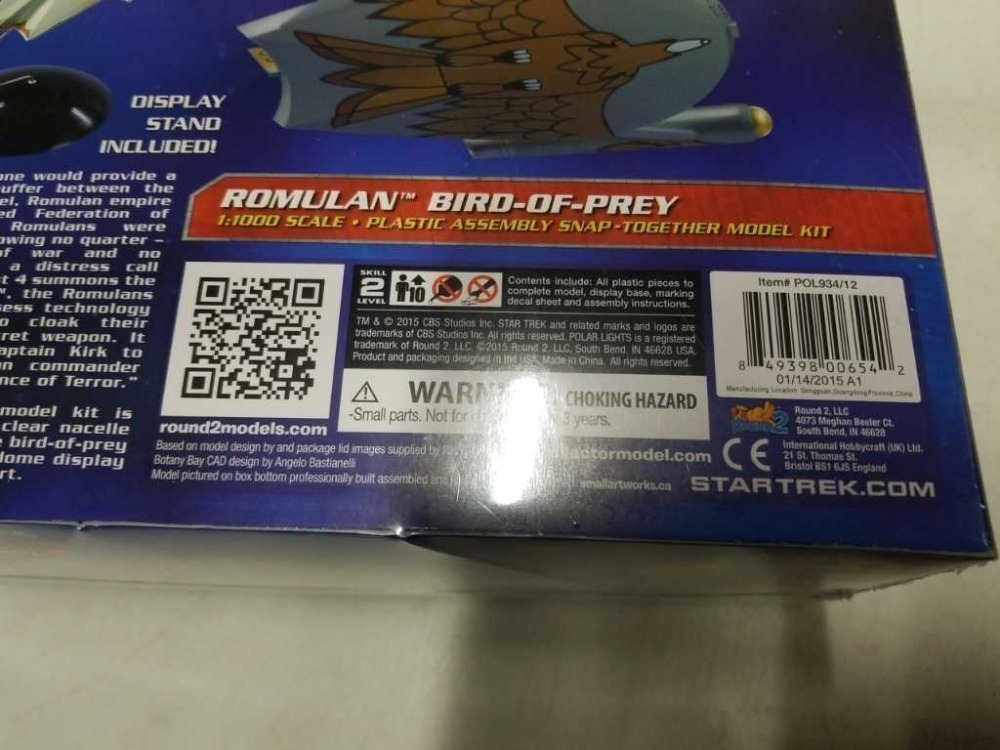 DISPLAY
STAND
INCLUDED!
one would provide a
uffer between the
el, Romulan empire
ed Federation of
Romulans were
owing no quarter –
of war and no
a distress call
t 4 summons the
the Romulans
sess technology
o cloak their
ret weapon. It
aptain Kirk to
n commander
nce of Terror."
model kit is
clear nacelle
bird-of-prey
dome display
rt.
ROMULAN™ BIRD-OF-PREY
1:1000 SCALE • PLASTIC ASSEMBLY SNAP-TOGETHER MODEL KIT
SKILL
2
LEVEL
10
Contents include: All plastic pieces to
complete model, display base, marking
decal sheet and assembly instructions.
TM & © 2015 CBS Studios Inc. STAR TREK and related marks and logos are
trademarks of CBS Studios Inc. All rights reserved. POLAR LIGHTS is a registered
trademark of Round 2, LLC. ©2015 Round 2, LLC, South Bend, IN 46628 USA.
Product and packaging designed in the USA. Made in China. All rights reserved.
WARN CHOKING HAZARD
-Small parts. Not for 3 years.
round2models.com
Based on model design by and package lid images supplied by
actormodel.com
Botany Bay CAD design by Angelo Bastianelli
Model pictured on box bottom professionally built assembled and
smallartworks.ca
Item# POL934/12
8 49398 00654 2
01/14/2015 A1
Manufacturing Location: Dongguan, Guangdong Province, China
Round 2, LLC
4073 Meghan Beeler Ct.
South Bend, IN 46628
CE
International Hobbycraft (UK) Ltd.
21 St. Thomas St.
Bristol BS1 6JS England
STARTREK.COM